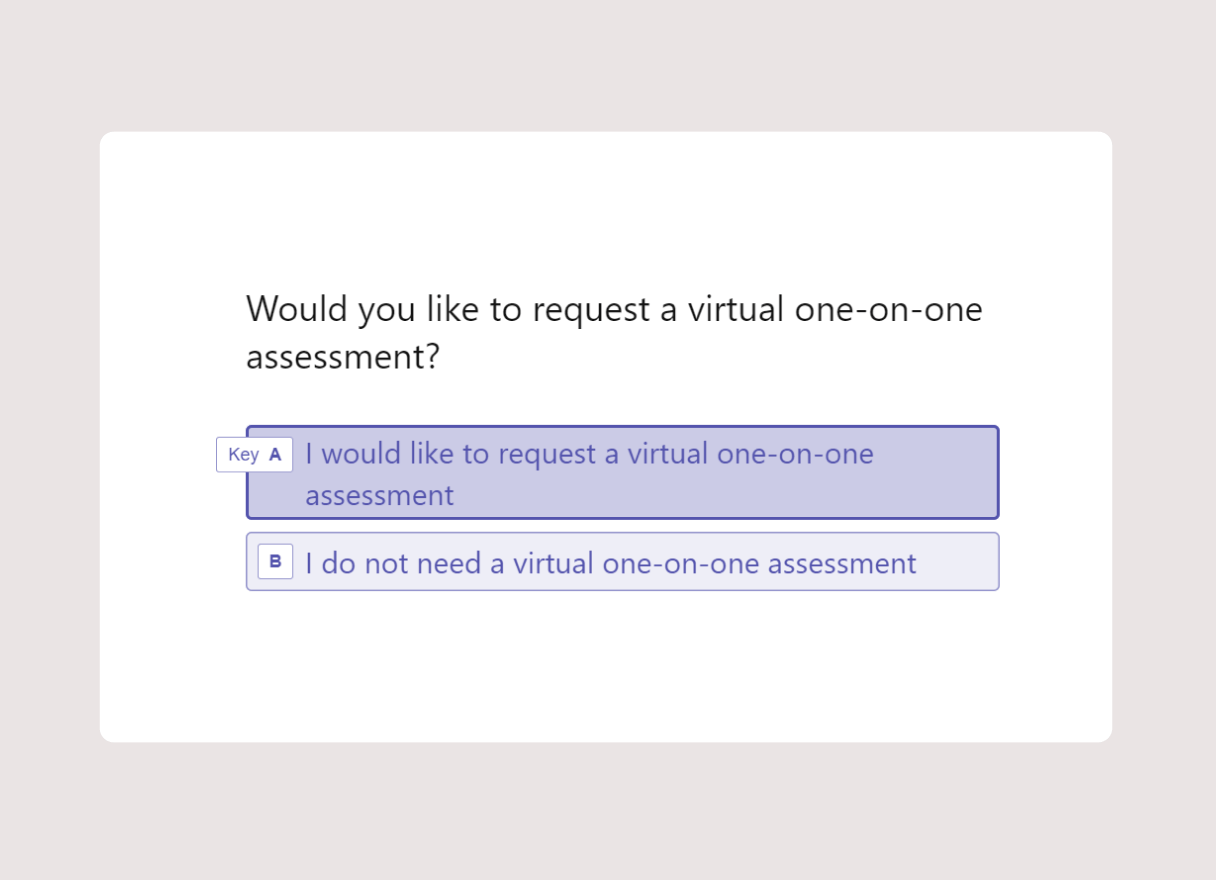 Would you like to request a virtual one-on-one
assessment?
Key A I would like to request a virtual one-on-one
assessment
B I do not need a virtual one-on-one assessment